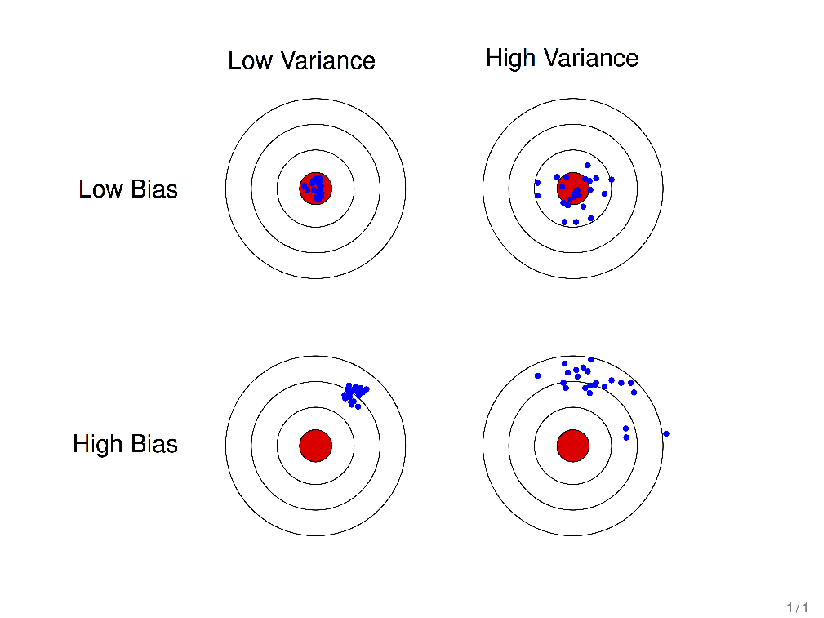 Low Variance
High Variance
Low Bias
High Bias
1 / 1